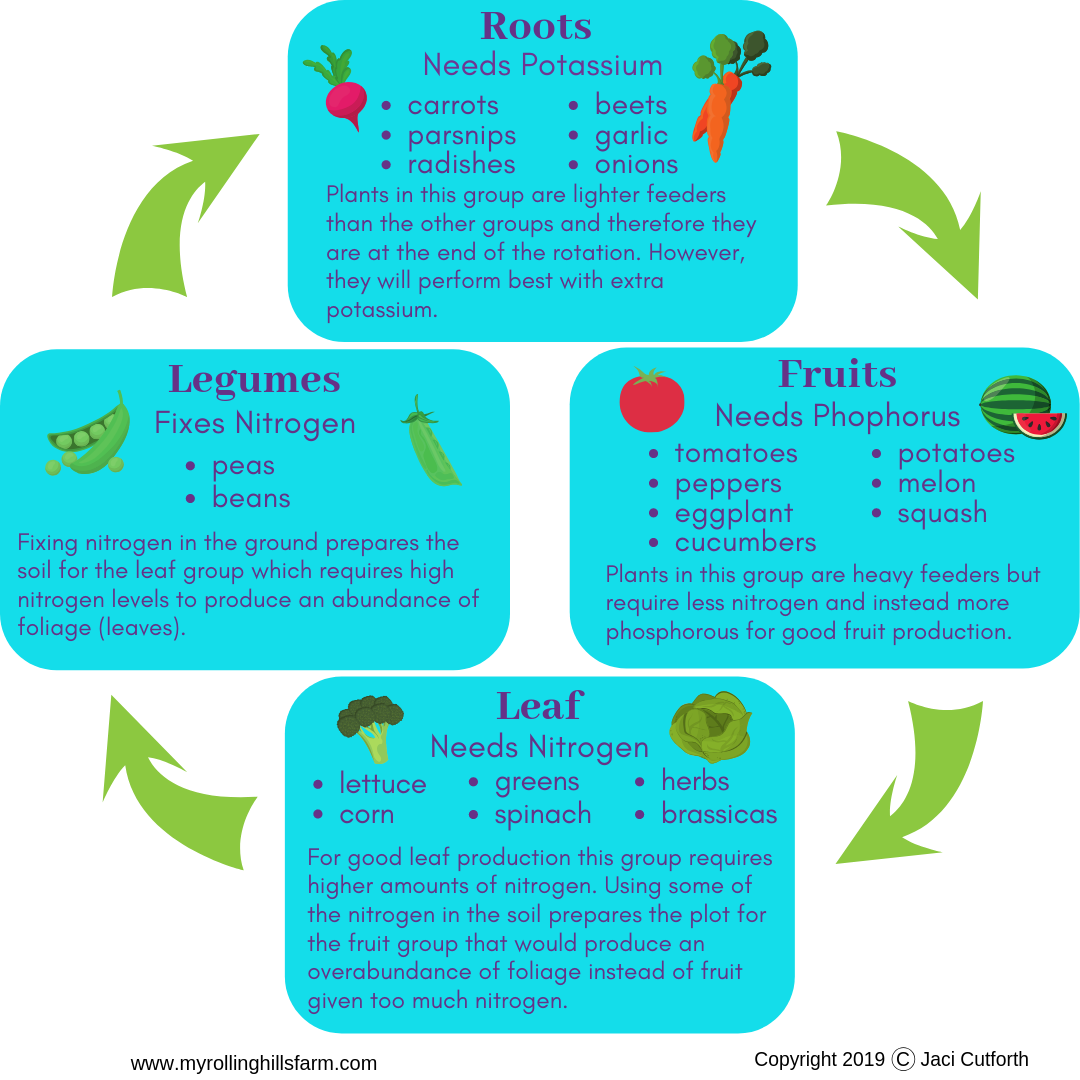 Roots
Needs Potassium
• carrots
• parsnips
• radishes
• beets
• garlic
• onions
Plants in this group are lighter feeders
than the other groups and therefore they
are at the end of the rotation. However,
they will perform best with extra
potassium.
Legumes
Fixes Nitrogen
• peas
• beans
Fixing nitrogen in the ground prepares the
soil for the leaf group which requires high
nitrogen levels to produce an abundance of
foliage (leaves).
Fruits
Needs Phophorus
• tomatoes
• peppers
• eggplant
• cucumbers
• potatoes
• melon
• squash
Plants in this group are heavy feeders but
require less nitrogen and instead more
phosphorous for good fruit production.
Leaf
Needs Nitrogen
• lettuce
• corn
• greens
• spinach
• herbs
• brassicas
For good leaf production this group requires
higher amounts of nitrogen. Using some of
the nitrogen in the soil prepares the plot for
the fruit group that would produce an
overabundance of foliage instead of fruit
given too much nitrogen.
www.myrollinghillsfarm.com
Copyright 2019 Ⓒ Jaci Cutforth